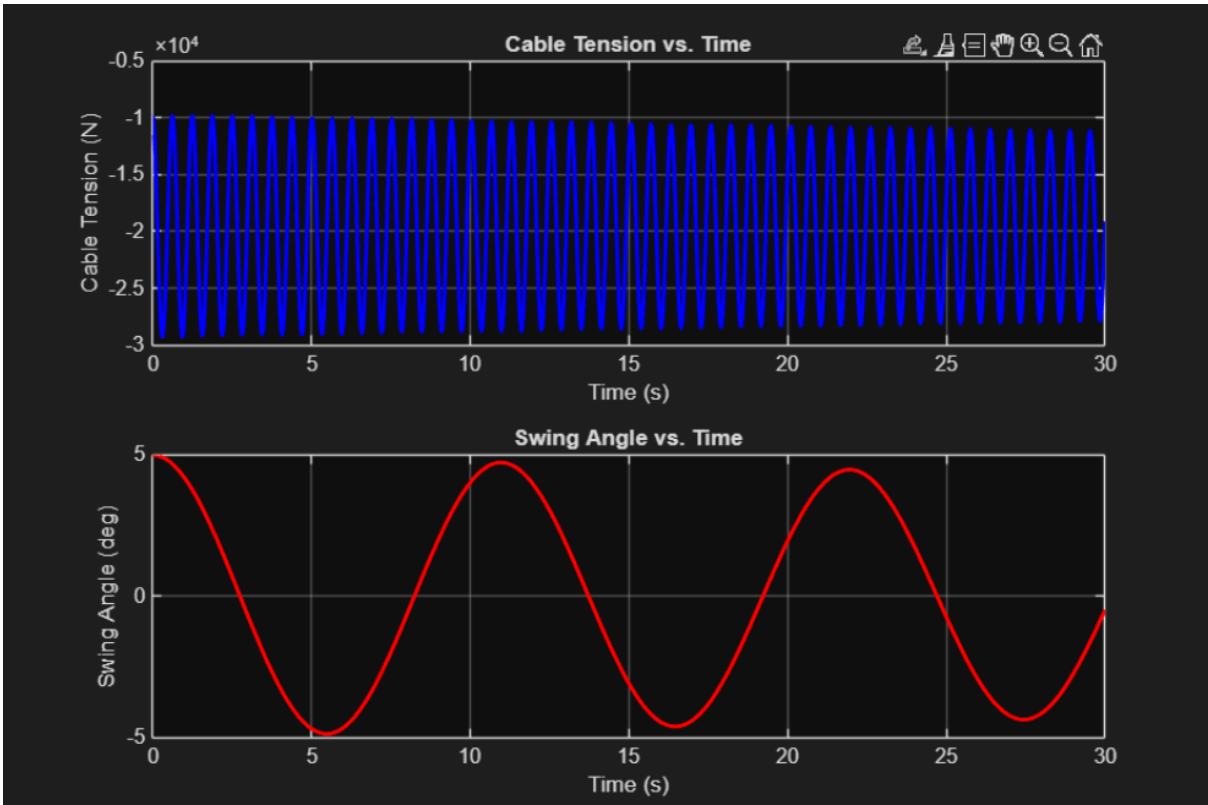 ×10⁴
Cable Tension vs. Time
-0.5
-1
-1.5
-2
-2.5
-3
Cable Tension (N)
0 5 10 15 20 25 30
Time (s)
Swing Angle vs. Time
5
0
-5
Swing Angle (deg)
0 5 10 15 20 25 30
Time (s)